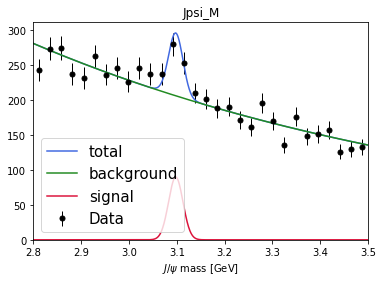 Jpsi_M
300
250
200
150
100
50
0
total
background
signal
Data
2.8 2.9 3.0 3.1 3.2 3.3 3.4 3.5
J/ψ mass [GeV]